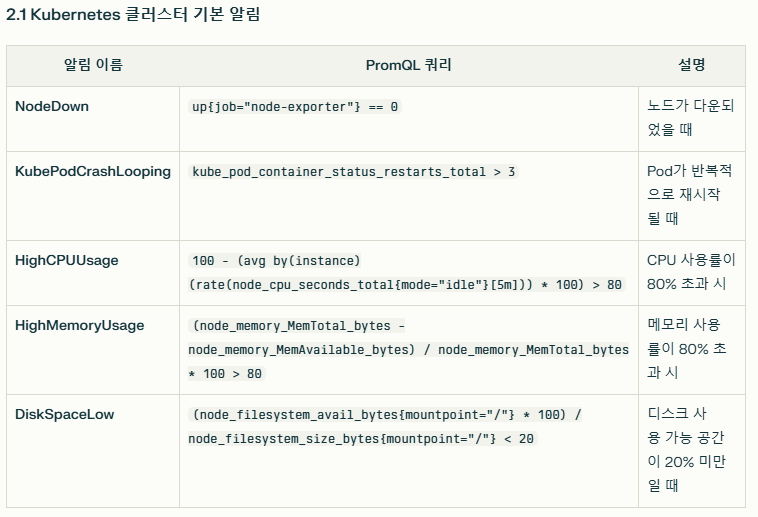 2.1 Kubernetes 클러스터 기본 알림
알림 이름 PromQL 쿼리 설명
NodeDown up{job="node-exporter"} == 0 노드가 다운되
었을 때
KubePodCrashLooping kube_pod_container_status_restarts_total > 3 Pod가 반복적
으로 재시작
될 때
HighCPUUsage 100 - (avg by(instance) CPU 사용률이
(rate(node_cpu_seconds_total{mode="idle"}[5m])) * 100) > 80 80% 초과 시
HighMemoryUsage (node_memory_MemTotal_bytes - 메모리 사용
node_memory_MemAvailable_bytes) / node_memory_MemTotal_bytes 률이 80% 초
* 100 > 80 과 시
DiskSpaceLow (node_filesystem_avail_bytes{mountpoint="/"} * 100) / 디스크 사
node_filesystem_size_bytes{mountpoint="/"} < 20 용 가능 공간
이 20% 미만
일 때